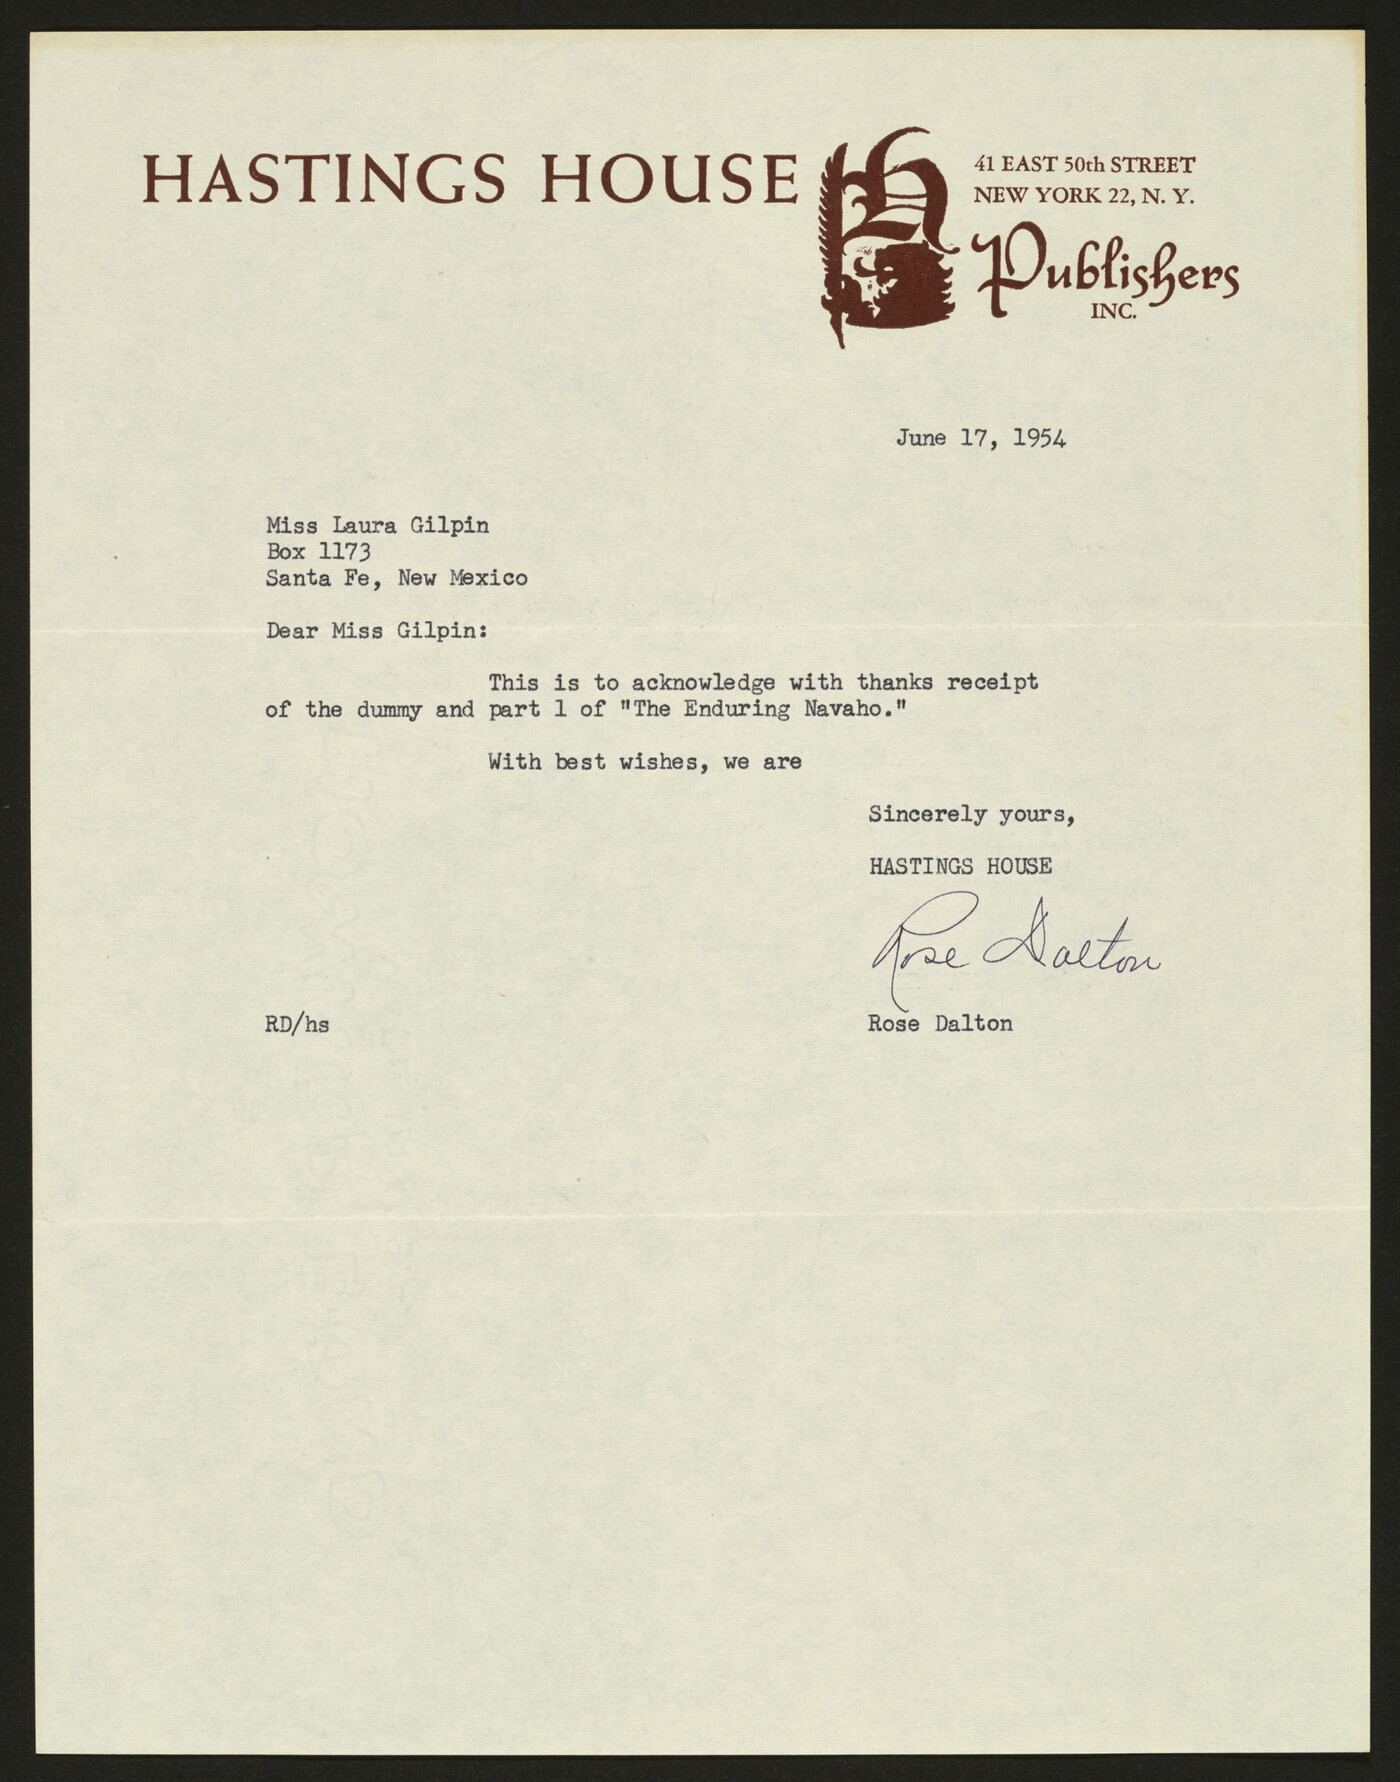 HASTINGS HOUSE
41 EAST 50th STREET
NEW YORK 22, N. Y.
Publishers
INC.
June 17, 1954
Miss Laura Gilpin
Box 1173
Santa Fe, New Mexico
Dear Miss Gilpin:
This is to acknowledge with thanks receipt
of the dummy and part 1 of "The Enduring Navaho."
With best wishes, we are
Sincerely yours,
HASTINGS HOUSE
Rose Dalton
RD/hs Rose Dalton